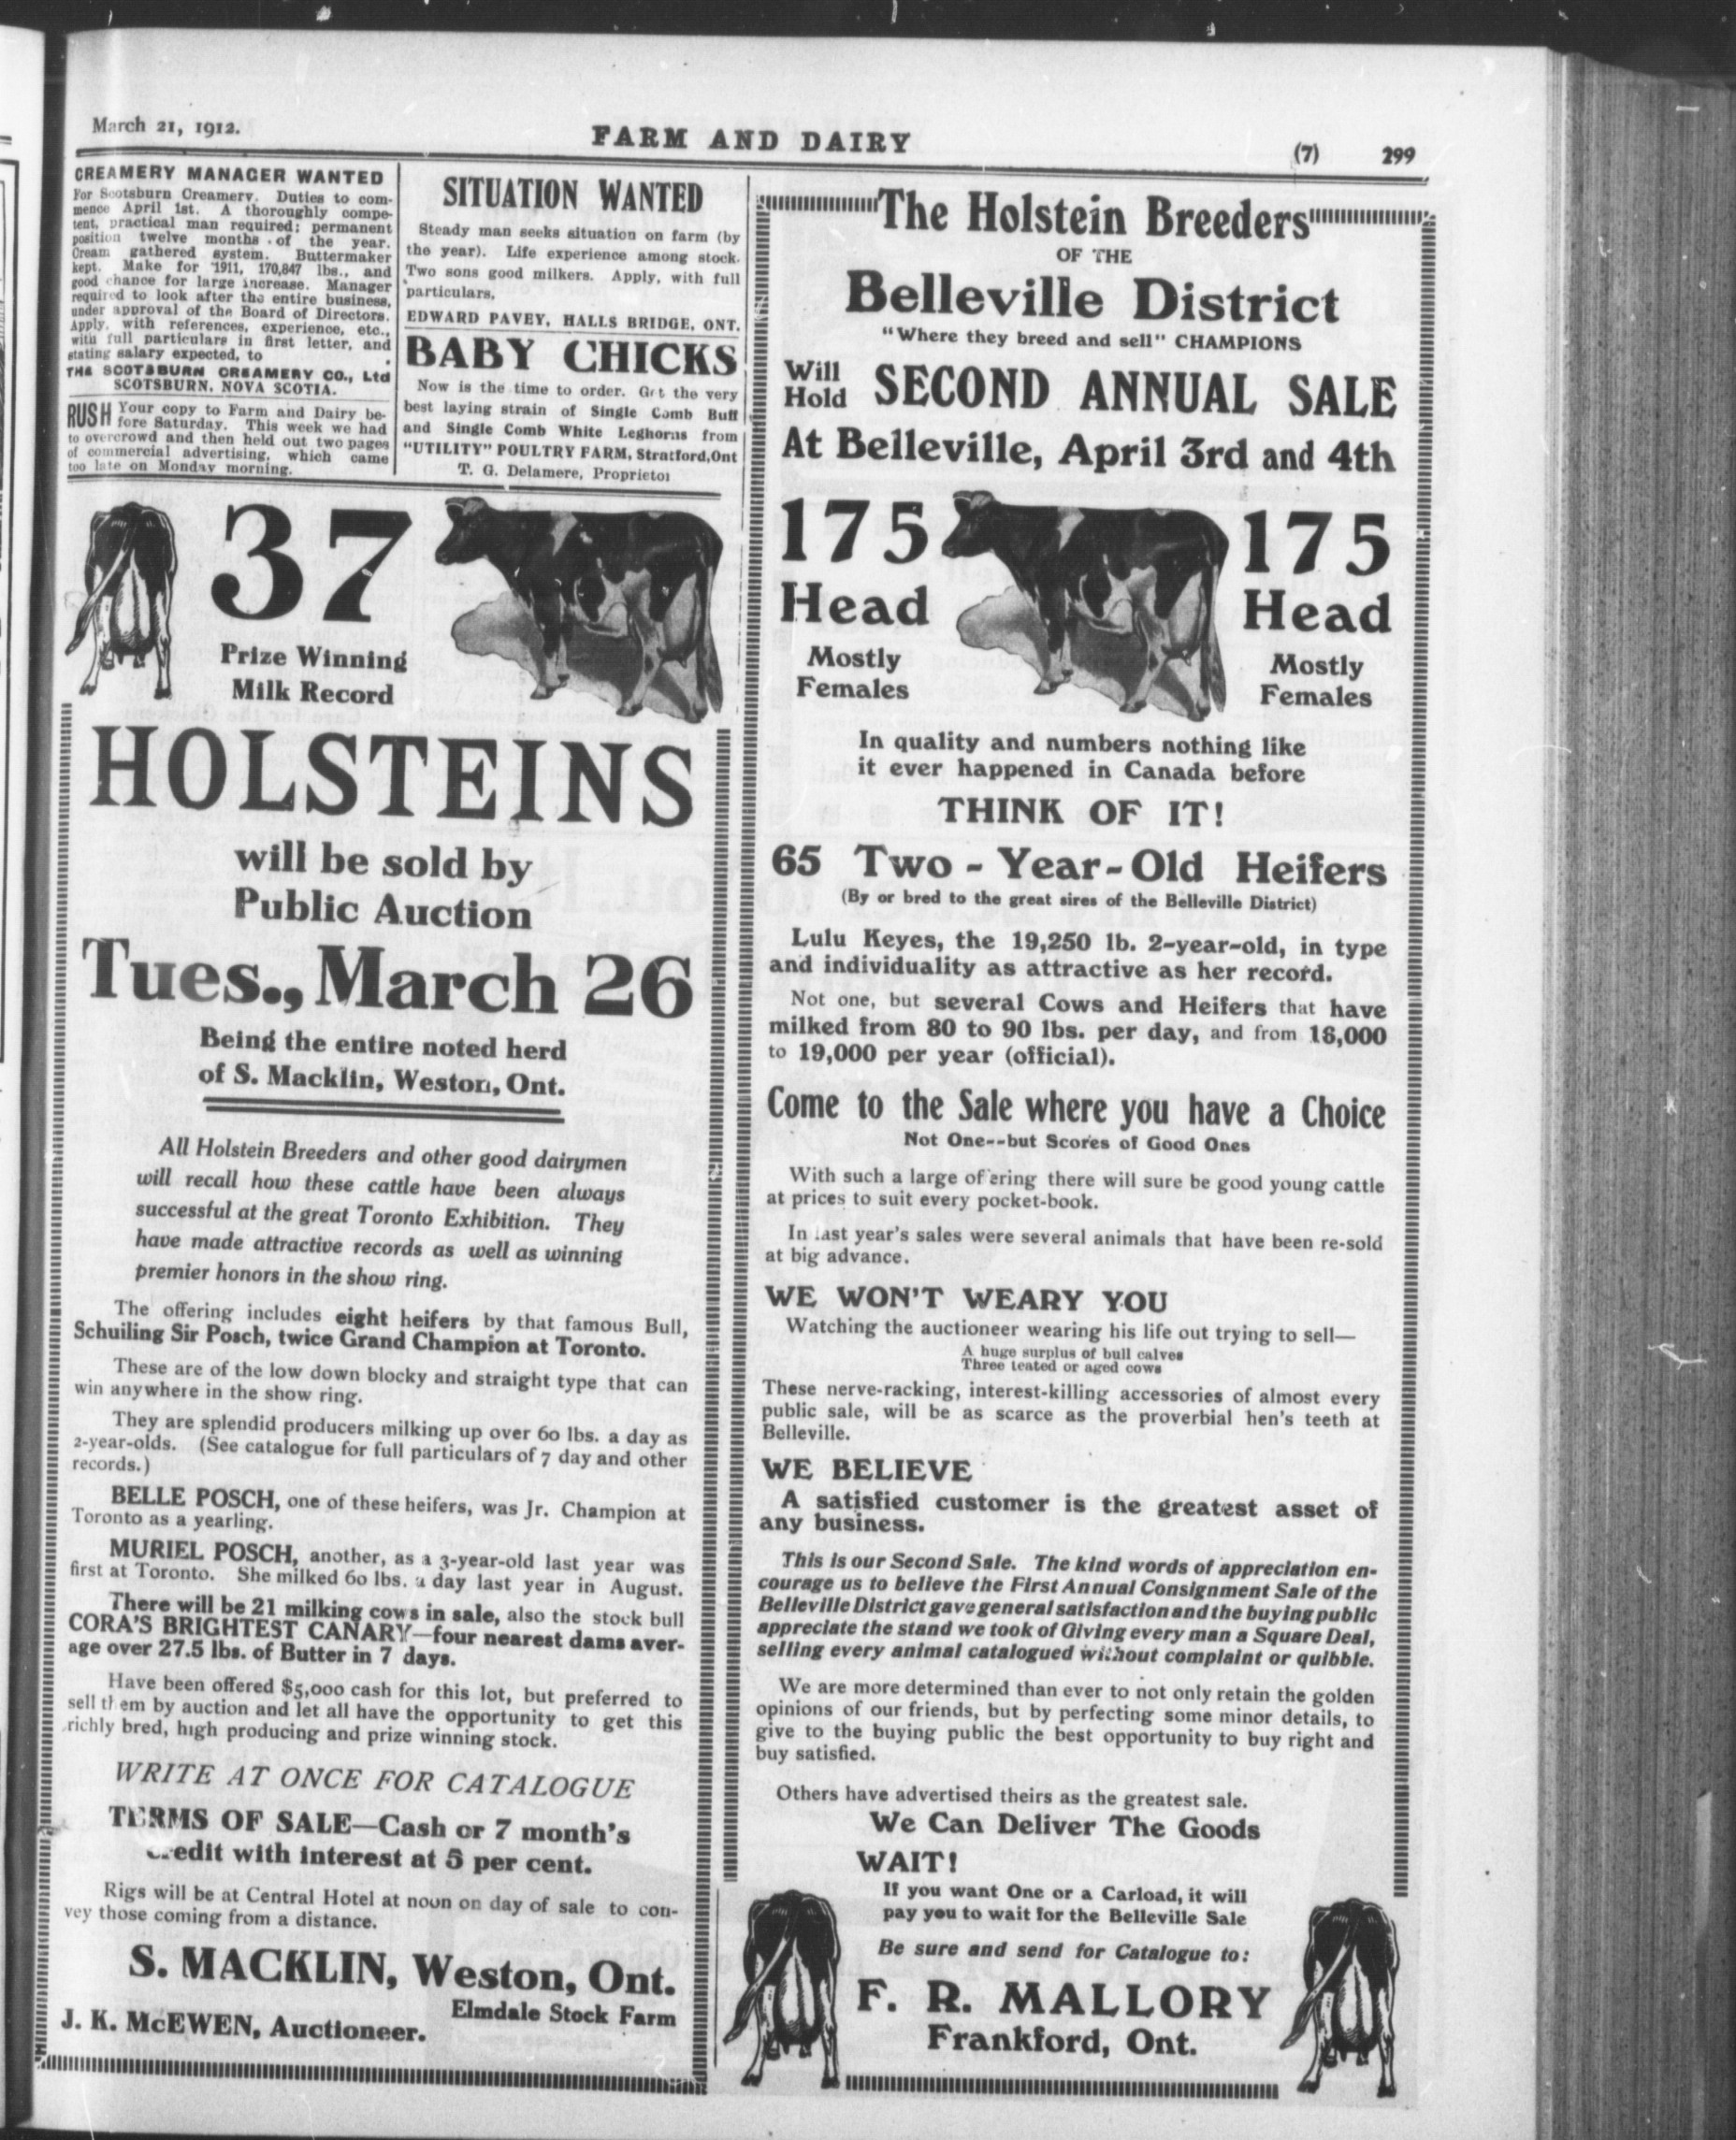 March 21, 1912.
FARM AND DAIRY
(7) 299
CREAMERY MANAGER WANTED
For Scotsburn Creamery. Duties to com-
mence April 1st. A thoroughly compe-
tent, practical man required; permanent
position twelve months of the year.
Cream gathered system. Buttermaker
kept. Make for 1911, 170,847 lbs., and
good chance for large increase. Manager
required to look after the entire business,
under approval of the Board of Directors.
Apply, with references, experience, etc.,
with full particulars in first letter, and
stating salary expected, to
THE SCOTSBURN CREAMERY CO., Ltd
SCOTSBURN, NOVA SCOTIA.
RUSH Your copy to Farm and Dairy be-
fore Saturday. This week we had
to overcrowd and then held out two pages
of commercial advertising, which came
too late on Monday morning.
SITUATION WANTED
Steady man seeks situation on farm (by
the year). Life experience among stock.
Two sons good milkers. Apply, with full
particulars,
EDWARD PAVEY, HALLS BRIDGE, ONT.
BABY CHICKS
Now is the time to order. Get the very
best laying strain of Single Comb Buff
and Single Comb White Leghorns from
"UTILITY" POULTRY FARM, Stratford,Ont
T. G. Delamere, Proprietor
37
Prize Winning
Milk Record
HOLSTEINS
will be sold by
Public Auction
Tues., March 26
Being the entire noted herd
of S. Macklin, Weston, Ont.
All Holstein Breeders and other good dairymen
will recall how these cattle have been always
successful at the great Toronto Exhibition. They
have made attractive records as well as winning
premier honors in the show ring.
The offering includes eight heifers by that famous Bull,
Schuiling Sir Posch, twice Grand Champion at Toronto.
These are of the low down blocky and straight type that can
win anywhere in the show ring.
They are splendid producers milking up over 60 lbs. a day as
2-year-olds. (See catalogue for full particulars of 7 day and other
records.)
BELLE POSCH, one of these heifers, was Jr. Champion at
Toronto as a yearling.
MURIEL POSCH, another, as a 3-year-old last year was
first at Toronto. She milked 60 lbs. a day last year in August.
There will be 21 milking cows in sale, also the stock bull
CORA'S BRIGHTEST CANARY—four nearest dams aver-
age over 27.5 lbs. of Butter in 7 days.
Have been offered $5,000 cash for this lot, but preferred to
sell them by auction and let all have the opportunity to get this
richly bred, high producing and prize winning stock.
WRITE AT ONCE FOR CATALOGUE
TERMS OF SALE—Cash or 7 month's
credit with interest at 5 per cent.
Rigs will be at Central Hotel at noon on day of sale to con-
vey those coming from a distance.
S. MACKLIN, Weston, Ont.
Elmdale Stock Farm
J. K. McEWEN, Auctioneer.
The Holstein Breeders
OF THE
Belleville District
"Where they breed and sell" CHAMPIONS
Will Hold SECOND ANNUAL SALE
At Belleville, April 3rd and 4th
175 175
Head Head
Mostly Mostly
Females Females
In quality and numbers nothing like
it ever happened in Canada before
THINK OF IT!
65 Two-Year-Old Heifers
(By or bred to the great sires of the Belleville District)
Lulu Keyes, the 19,250 lb. 2-year-old, in type
and individuality as attractive as her record.
Not one, but several Cows and Heifers that have
milked from 80 to 90 lbs. per day, and from 16,000
to 19,000 per year (official).
Come to the Sale where you have a Choice
Not One--but Scores of Good Ones
With such a large offering there will sure be good young cattle
at prices to suit every pocket-book.
In last year's sales were several animals that have been re-sold
at big advance.
WE WON'T WEARY YOU
Watching the auctioneer wearing his life out trying to sell—
A huge surplus of bull calves
Three teated or aged cows
These nerve-racking, interest-killing accessories of almost every
public sale, will be as scarce as the proverbial hen's teeth at
Belleville.
WE BELIEVE
A satisfied customer is the greatest asset of
any business.
This is our Second Sale. The kind words of appreciation en-
courage us to believe the First Annual Consignment Sale of the
Belleville District gave general satisfaction and the buying public
appreciate the stand we took of Giving every man a Square Deal,
selling every animal catalogued without complaint or quibble.
We are more determined than ever to not only retain the golden
opinions of our friends, but by perfecting some minor details, to
give to the buying public the best opportunity to buy right and
buy satisfied.
Others have advertised theirs as the greatest sale.
We Can Deliver The Goods
WAIT!
If you want One or a Carload, it will
pay you to wait for the Belleville Sale
Be sure and send for Catalogue to:
F. R. MALLORY
Frankford, Ont.